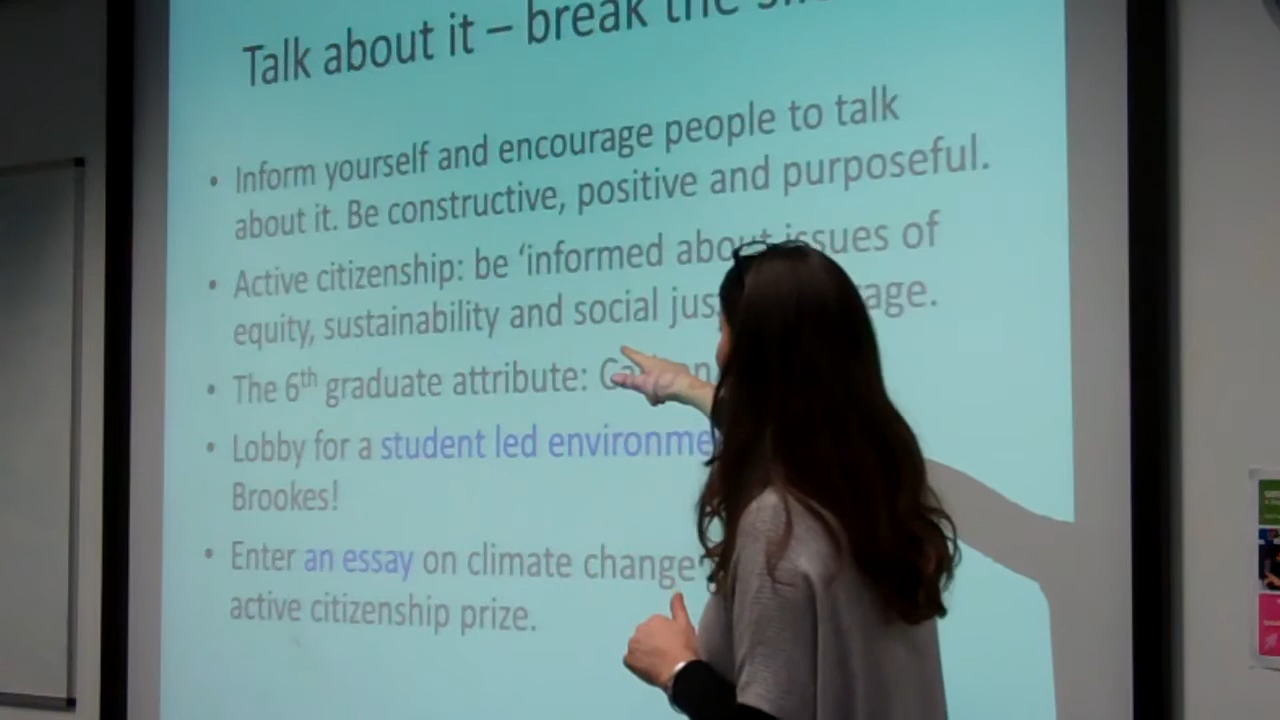 Talk about it – break the
• Inform yourself and encourage people to talk
about it. Be constructive, positive and purposeful.
• Active citizenship: be ‘informed about issues of
equity, sustainability and social
• The 6th graduate attribute:
• Lobby for a student led
Brookes!
• Enter an essay on climate change
active citizenship prize.